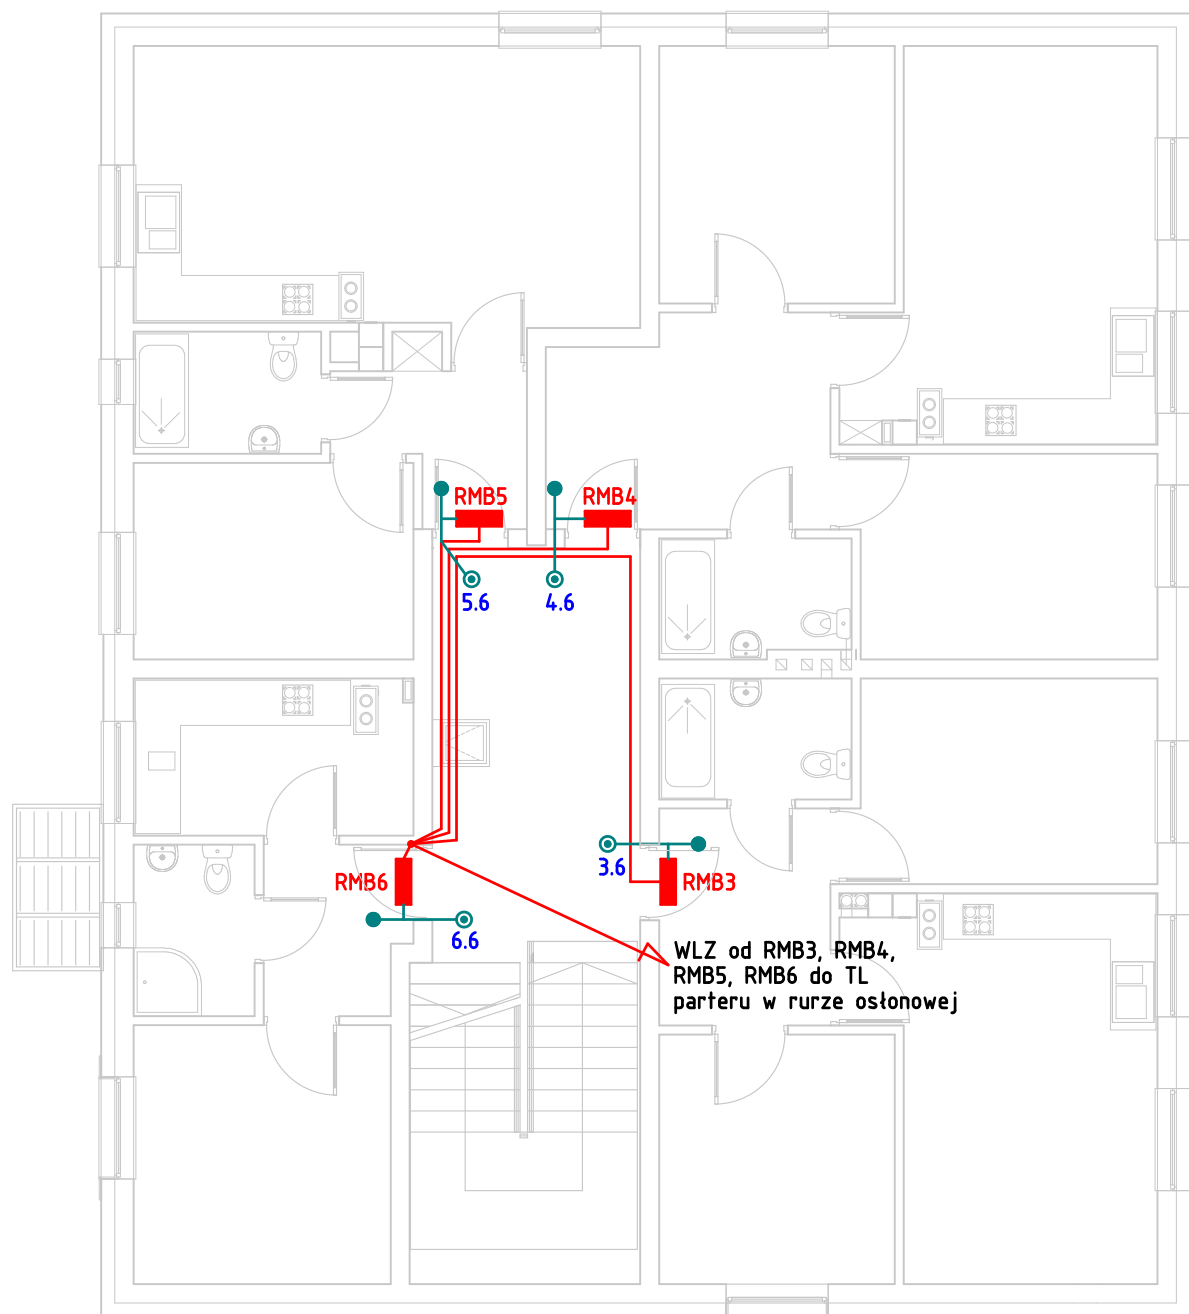 RMB5
RMB4
5.6
4.6
3.6
RMB6
RMB3
6.6
WLZ od RMB3, RMB4,
RMB5, RMB6 do TL
parteru w rurze osłonowej